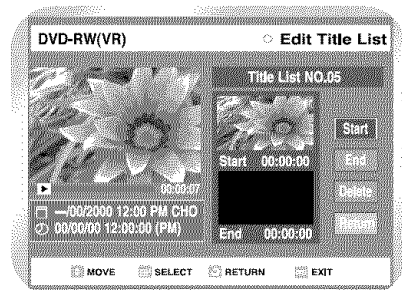 DVD-RW(VR)
Edit Title List
Title List NO.05
00:00:07
—/00/2000 12:00 PM CHO
00/00/00 12:00:00 (PM)
Start 00:00:00
End 00:00:00
Start
End
Delete
Return
MOVE SELECT RETURN EXIT